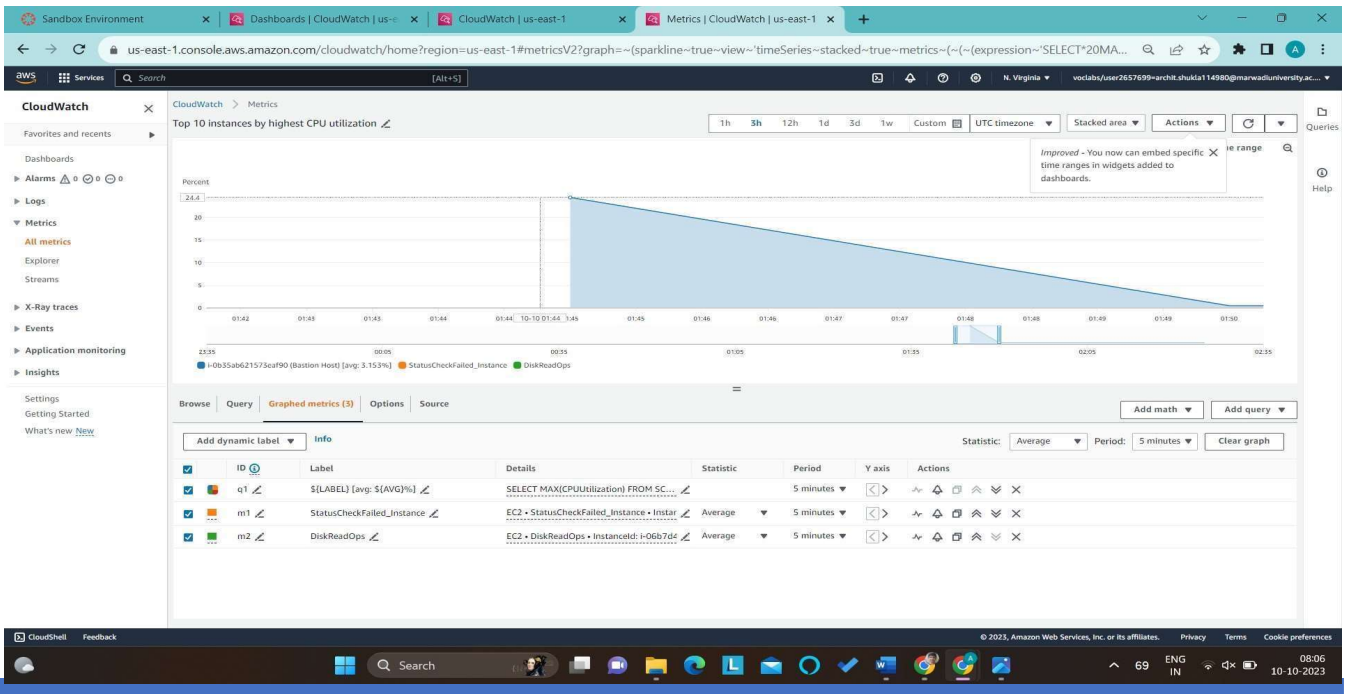 Sandbox Environment
Dashboards | CloudWatch | us-e
CloudWatch | us-east-1
Metrics | CloudWatch | us-east-1
us-east-1.console.aws.amazon.com/cloudwatch/home?region=us-east-1#metricsV2?graph=~(sparkline~true~view~'timeSeries~stacked~true~metrics~(~(~(expression~'SELECT*20MA...
A
aws Services Search [Alt+S] N. Virginia voclabs/user2657699=archit.shukla114980@marwadiuniversity.ac....
CloudWatch
Favorites and recents
Dashboards
Alarms 0 0 0
Logs
Metrics
All metrics
Explorer
Streams
X-Ray traces
Events
Application monitoring
Insights
Settings
Getting Started
What's new New
CloudWatch > Metrics
Top 10 instances by highest CPU utilization
1h 3h 12h 1d 3d 1w Custom UTC timezone Stacked area Actions
Improved - You now can embed specific time ranges in widgets added to dashboards.
e range
Queries
Help
Percent
24.4
20
15
10
5
0
01:42 01:43 01:43 01:44 01:44 10-10 01:44 1:45 01:45 01:46 01:46 01:47 01:47 01:48 01:48 01:49 01:49 01:50
23:35 00:05 00:35 01:05 01:35 02:05 02:35
i-0b35ab621573eaf90 (Bastion Host) [avg: 3.153%] StatusCheckFailed_Instance DiskReadOps
Browse Query Graphed metrics (3) Options Source
Add math Add query
Add dynamic label Info Statistic: Average Period: 5 minutes Clear graph
ID Label Details Statistic Period Y axis Actions
q1 ${LABEL} [avg: ${AVG}%] SELECT MAX(CPUUtilization) FROM SC... 5 minutes < >
m1 StatusCheckFailed_Instance EC2 • StatusCheckFailed_Instance • Instar Average 5 minutes < >
m2 DiskReadOps EC2 • DiskReadOps • InstanceId: i-06b7d4 Average 5 minutes < >
CloudShell Feedback © 2023, Amazon Web Services, Inc. or its affiliates. Privacy Terms Cookie preferences
Search
69
ENG
IN
08:06
10-10-2023